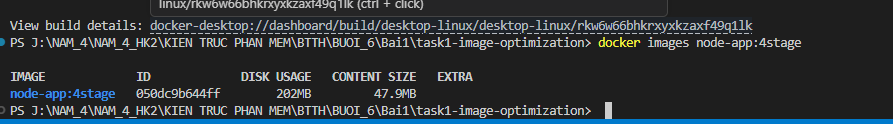 linux/rkw6w66bhkrxyxkzaxf49q1lk (ctrl + click)
View build details: docker-desktop://dashboard/build/desktop-linux/desktop-linux/rkw6w66bhkrxyxkzaxf49q1lk
PS J:\NAM_4\NAM_4_HK2\KIEN TRUC PHAN MEM\BTTH\BUOI_6\Bai1\task1-image-optimization> docker images node-app:4stage
IMAGE ID DISK USAGE CONTENT SIZE EXTRA
node-app:4stage 050dc9b644ff 202MB 47.9MB
PS J:\NAM_4\NAM_4_HK2\KIEN TRUC PHAN MEM\BTTH\BUOI_6\Bai1\task1-image-optimization>